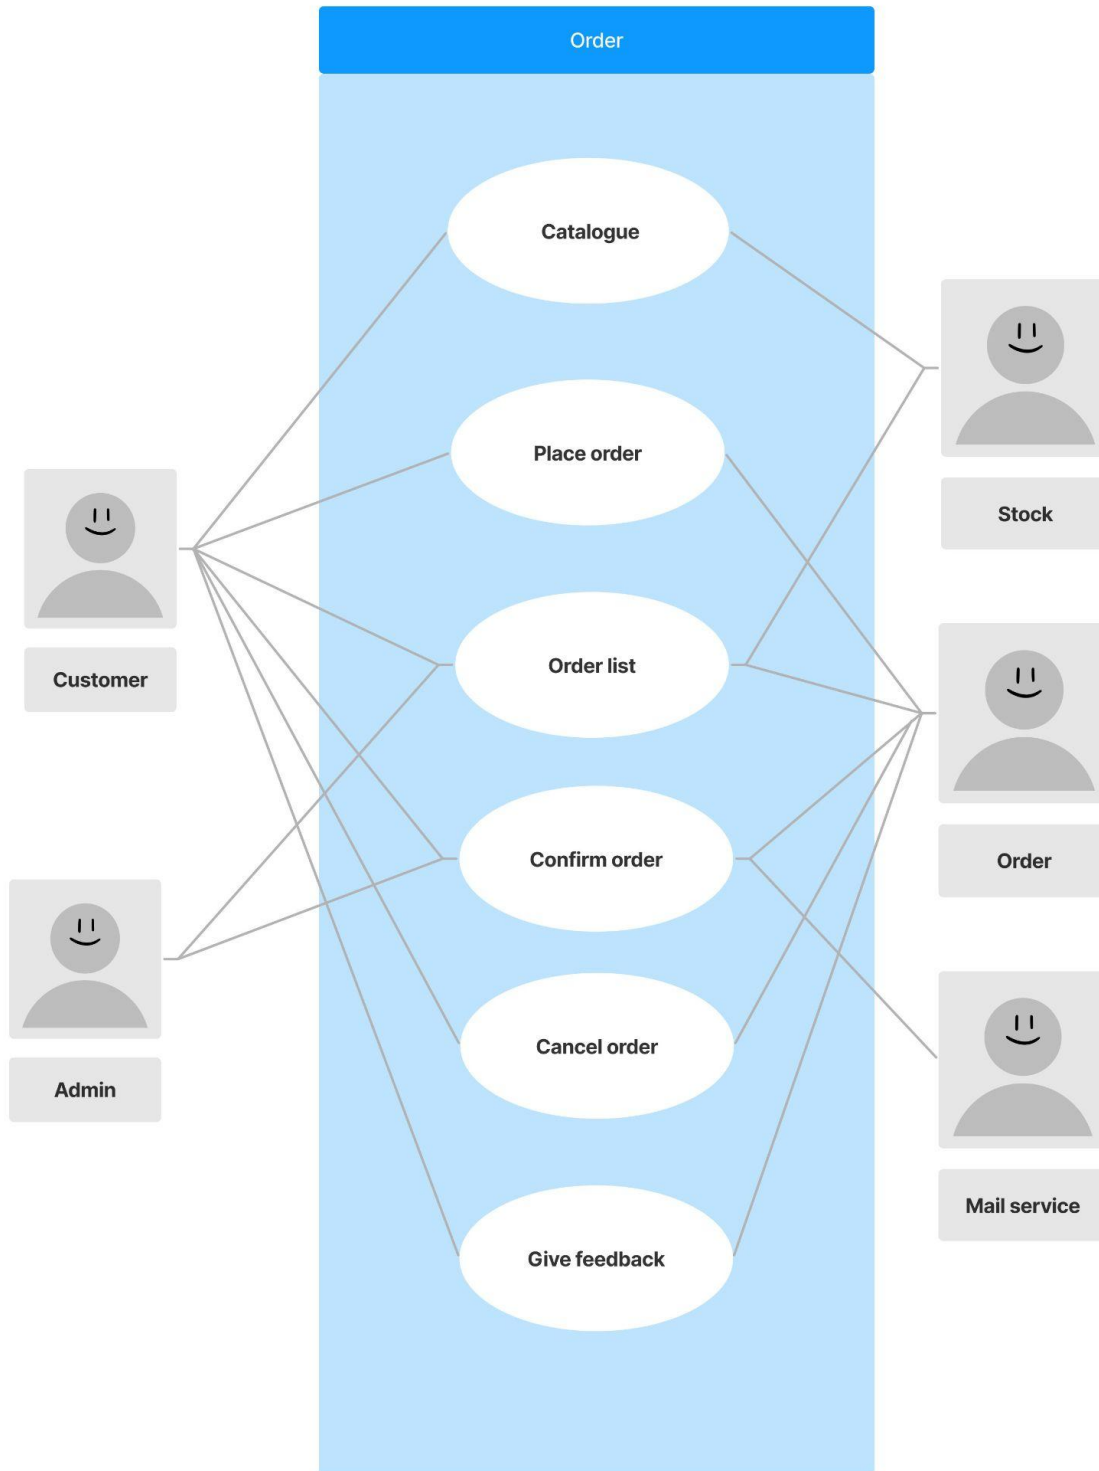 Order
Catalogue
Place order
Order list
Confirm order
Cancel order
Give feedback
Customer
Admin
Stock
Order
Mail service